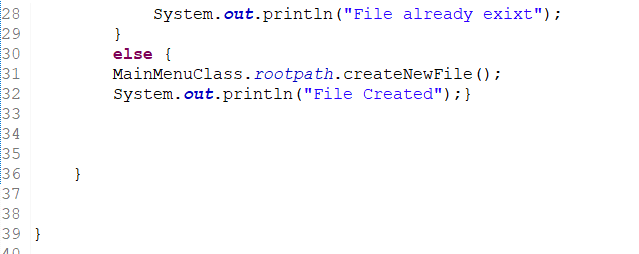 28 System.out.println("File already exixt");
29 }
30 else {
31 MainMenuClass.rootpath.createNewFile();
32 System.out.println("File Created");}
33
34
35
36 }
37
38
39 }
40